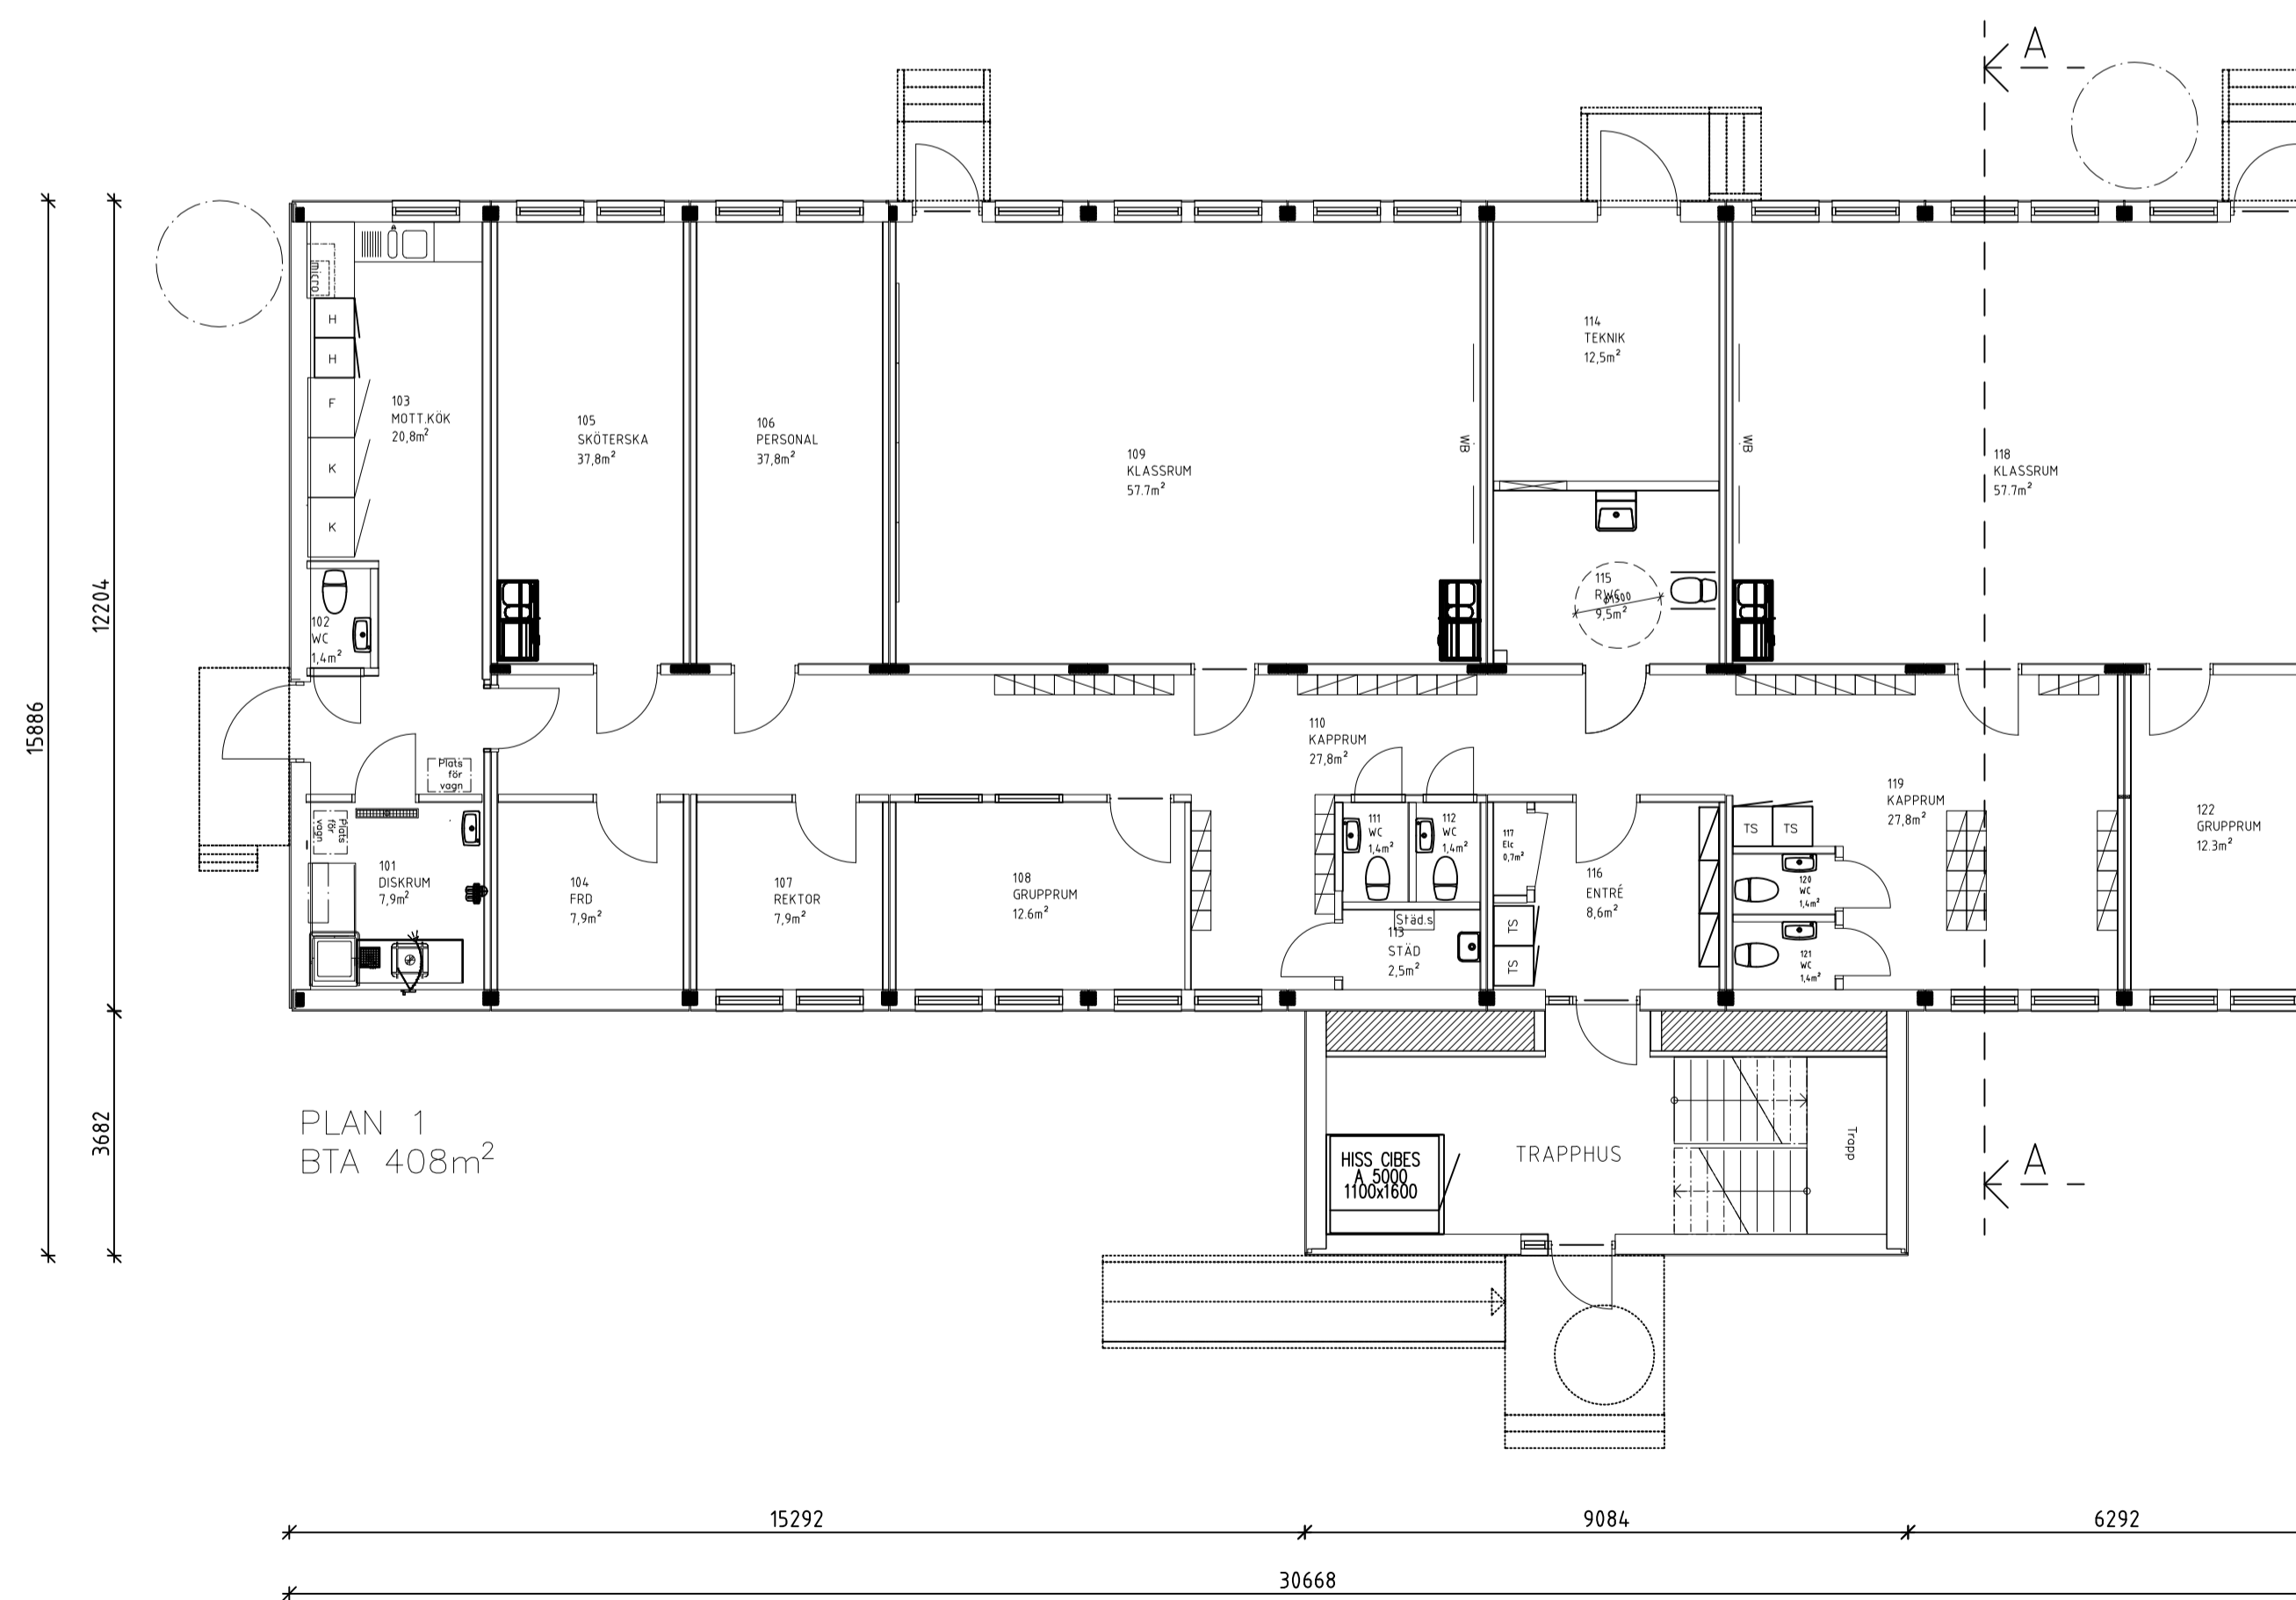 A
micro
H
H
F
K
K
103
MOTT.KÖK
20,8m²
105
SKÖTERSKA
37,8m²
106
PERSONAL
37,8m²
109
KLASSRUM
57.7m²
WB
114
TEKNIK
12,5m²
WB
118
KLASSRUM
57.7m²
115
RWC
9,5m²
ø1500
102
WC
1,4m²
12204
15886
110
KAPPRUM
27,8m²
Plats
för
vagn
Plats
för
vagn
101
DISKRUM
7,9m²
104
FRD
7,9m²
107
REKTOR
7,9m²
108
GRUPPRUM
12.6m²
111
WC
1,4m²
112
WC
1,4m²
117
Elc
0,7m²
116
ENTRÉ
8,6m²
Städ.s
113
STÄD
2,5m²
TS
TS
TS
TS
119
KAPPRUM
27,8m²
120
WC
1,4m²
121
WC
1,4m²
122
GRUPPRUM
12.3m²
3682
PLAN 1
BTA 408m²
HISS CIBES
A 5000
1100x1600
TRAPPHUS
Trapp
A
15292
9084
6292
30668